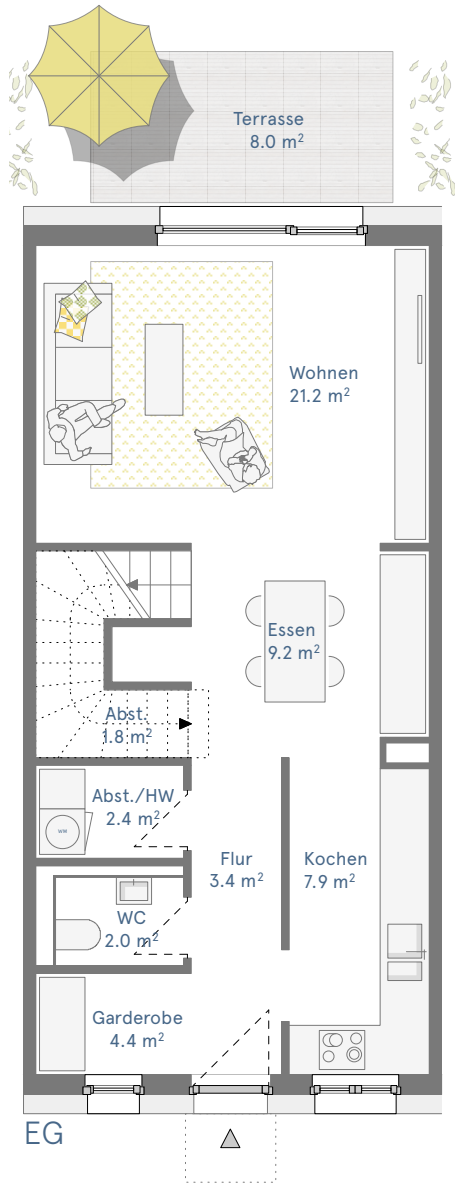 Terrasse
8.0 m²
Wohnen
21.2 m²
Essen
9.2 m²
Abst.
1.8 m²
Abst./HW
2.4 m²
WM
Flur
3.4 m²
Kochen
7.9 m²
WC
2.0 m²
Garderobe
4.4 m²
EG